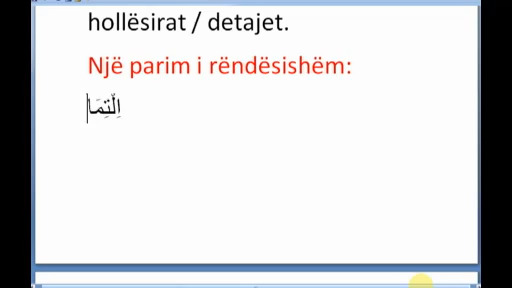 hollësirat / detajet.
Një parim i rëndësishëm:
اِلّتِمَا